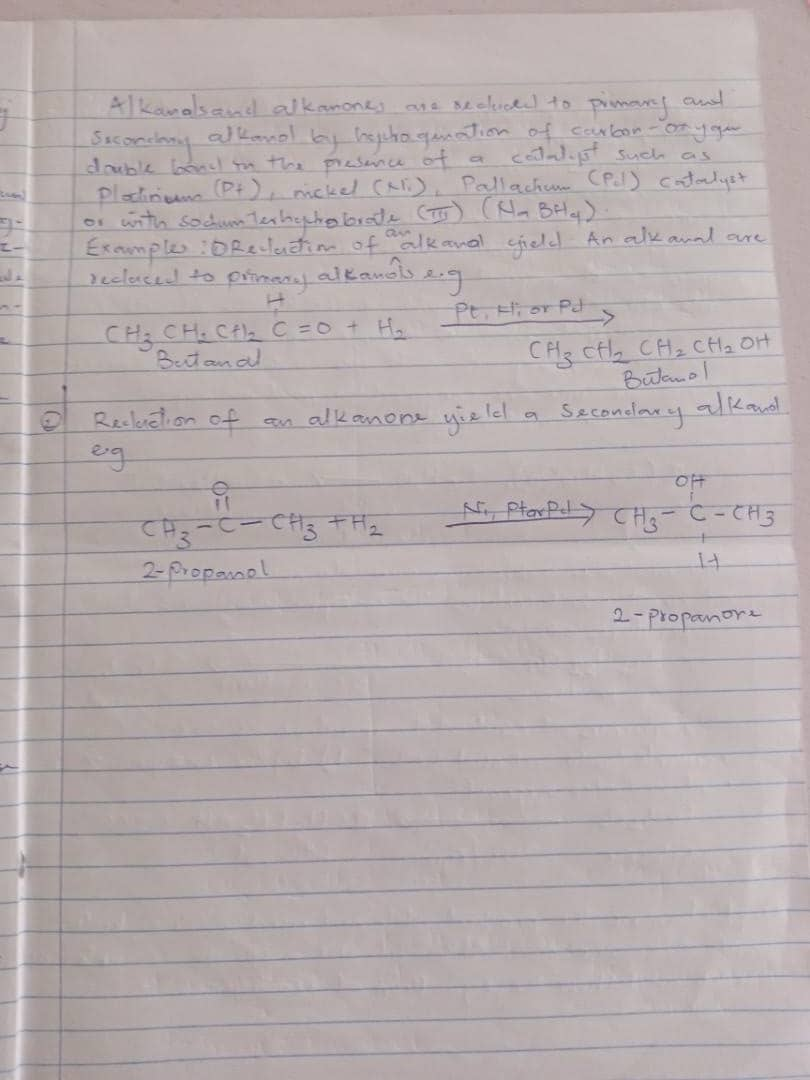 Alkanals and alkanones are reduced to primary and
Secondary alkanol by hydrogenation of carbon-oxygen
double bond in the presence of a catalyst such as
Platinium (Pt), nickel (Ni), Palladium (Pd) catalyst
or with sodium (III) (NaBH4).
Example: ① Reduction of an alkanal yield An alkanal are
reduced to primary alkanols e.g
H
CH3 CH2 CH2 C =O + H2 Pt, Ni or Pd
CH3 CH2 CH2 CH2 OH
Butanal
Butanol
② Reduction of an alkanone yield a Secondary alkanol
e.g
O OH
CH3-C-CH3 + H2 Ni, Pt or Pd CH3-C-CH3
2-Propanol H
2-propanone